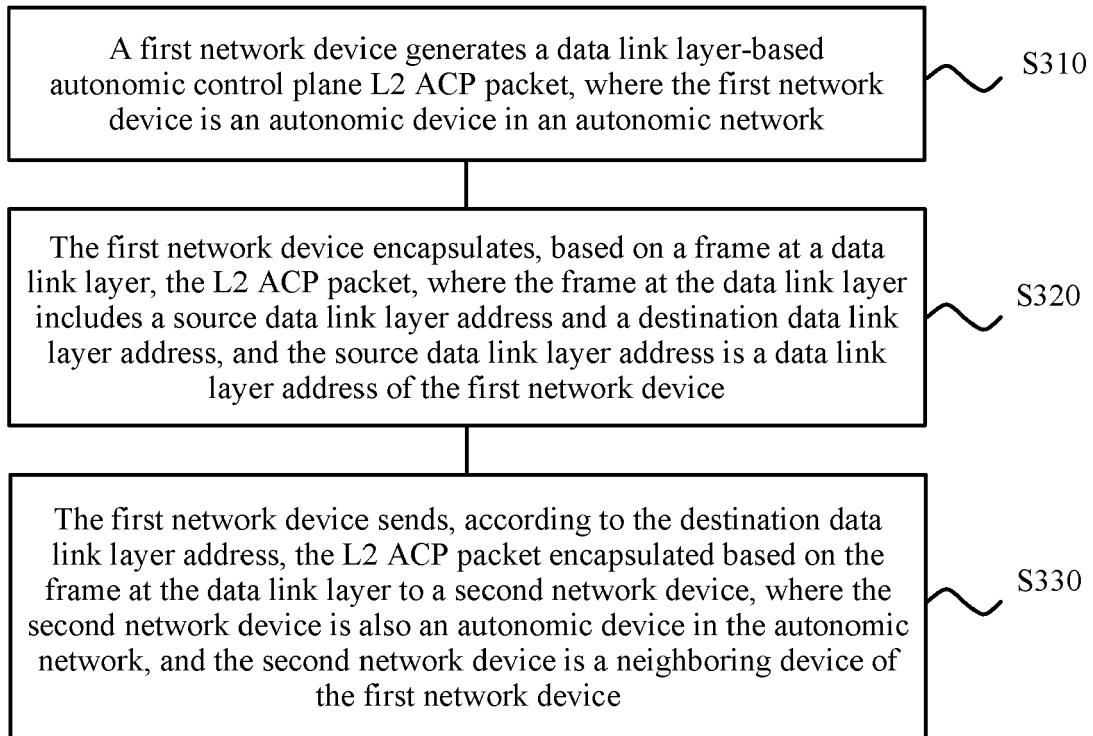 A first network device generates a data link layer-based
autonomic control plane L2 ACP packet, where the first network
device is an autonomic device in an autonomic network
S310
The first network device encapsulates, based on a frame at a data
link layer, the L2 ACP packet, where the frame at the data link layer
includes a source data link layer address and a destination data link
layer address, and the source data link layer address is a data link
layer address of the first network device
S320
The first network device sends, according to the destination data
link layer address, the L2 ACP packet encapsulated based on the
frame at the data link layer to a second network device, where the
second network device is also an autonomic device in the autonomic
network, and the second network device is a neighboring device of
the first network device
S330